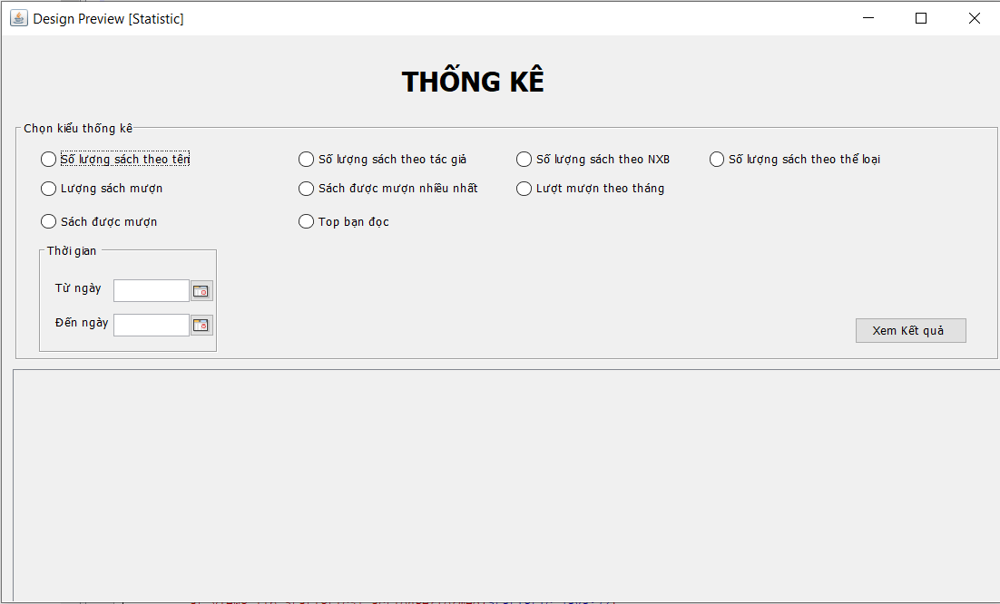 Design Preview [Statistic]
THỐNG KÊ
Chọn kiểu thống kê
Số lượng sách theo tên Số lượng sách theo tác giả Số lượng sách theo NXB Số lượng sách theo thể loại
Lượng sách mượn Sách được mượn nhiều nhất Lượt mượn theo tháng
Sách được mượn Top bạn đọc
Thời gian
Từ ngày
Đến ngày
Xem Kết quả